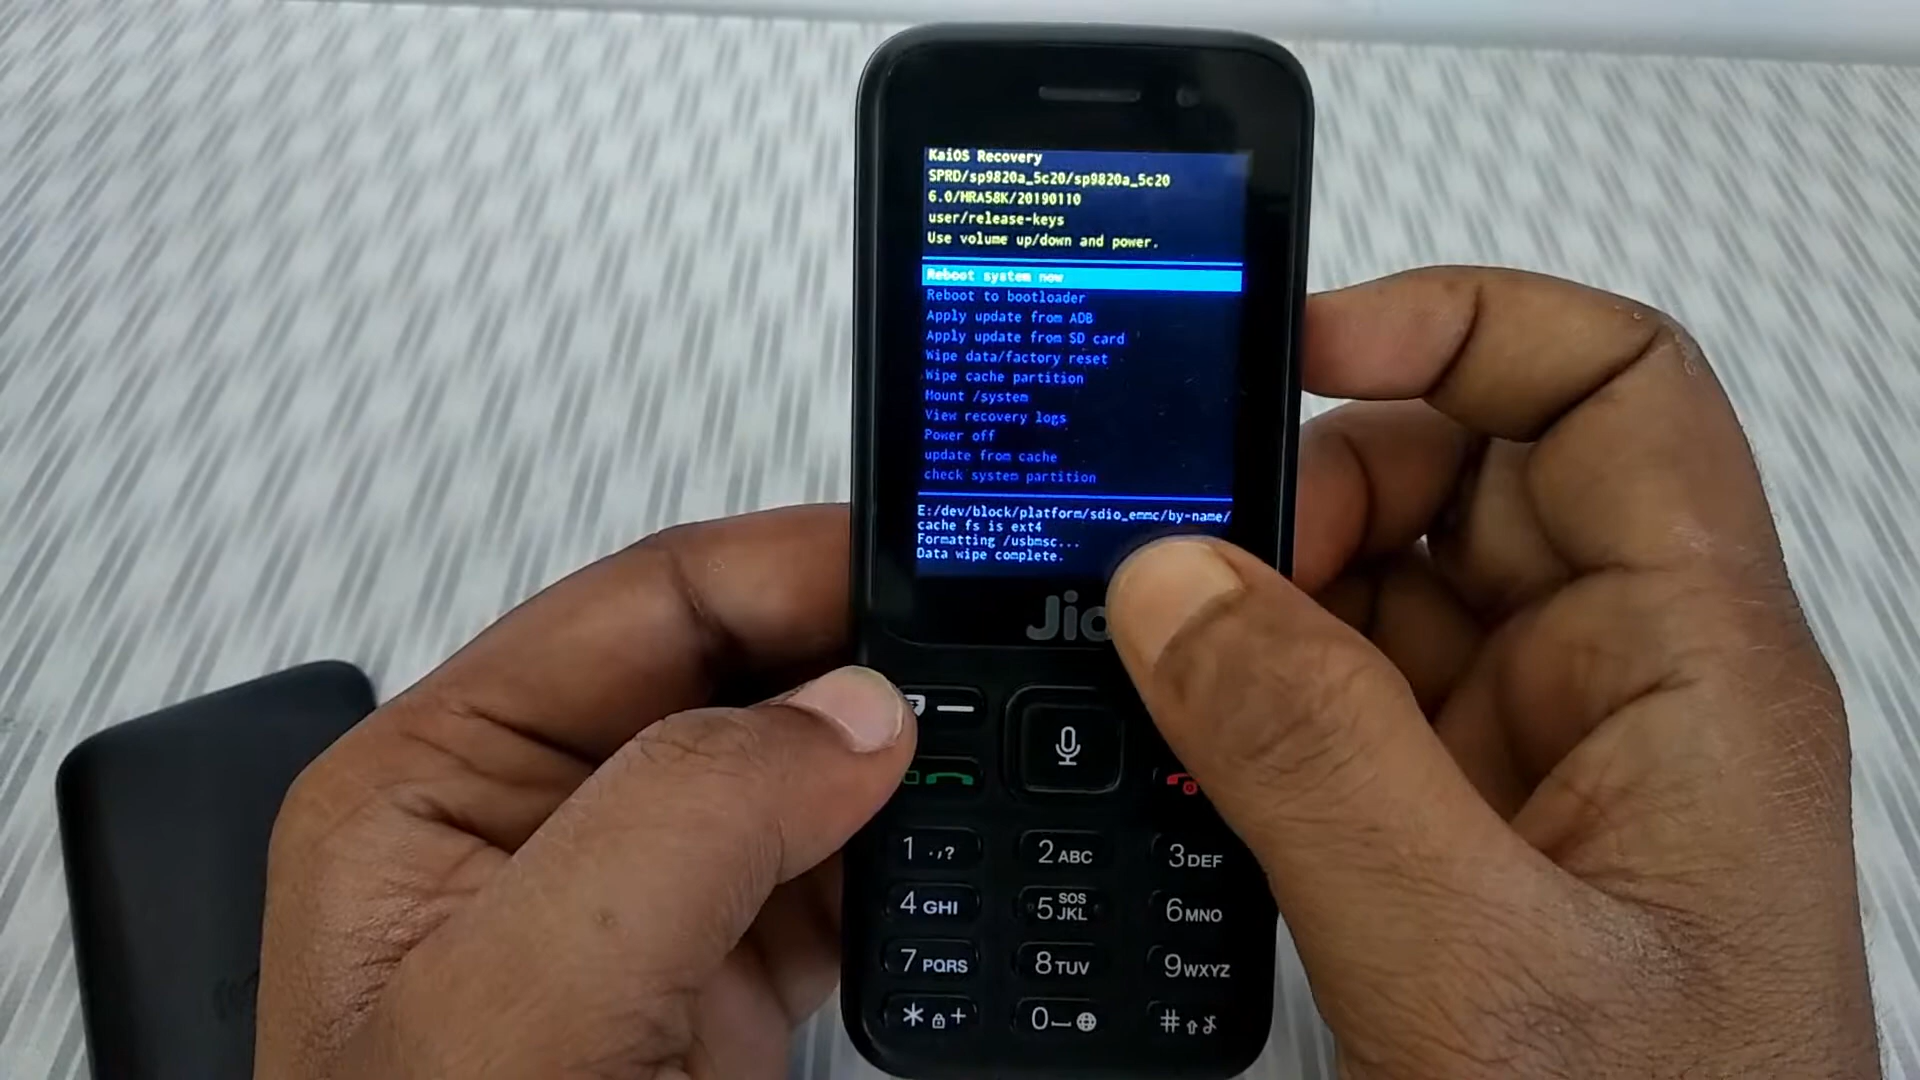 KaiOS Recovery
SPRD/sp9820a_5c20/sp9820a_5c20
6.0/MRA58K/20190110
user/release-keys
Use volume up/down and power.
Reboot system now
Reboot to bootloader
Apply update from ADB
Apply update from SD card
Wipe data/factory reset
Wipe cache partition
Mount /system
View recovery logs
Power off
update from cache
check system partition
E:/dev/block/platform/sdio_emmc/by-name/
cache fs is ext4
Formatting /usbmsc...
Data wipe complete.
Jio
1 .,? 2 ABC 3 DEF
4 GHI 5 SOS JKL 6 MNO
7 PQRS 8 TUV 9 WXYZ
* + 0 #